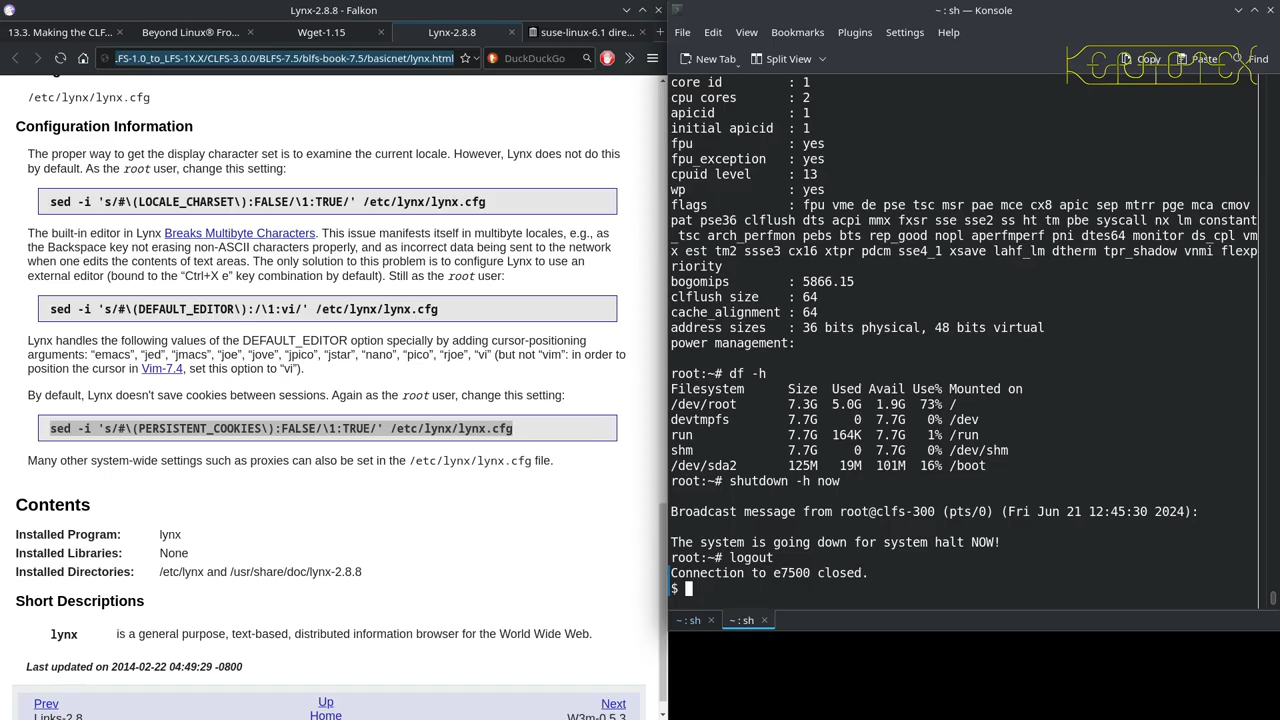 Lynx-2.8.8 - Falkon
13.3. Making the CLF...
Beyond Linux® Fro...
Wget-1.15
Lynx-2.8.8
suse-linux-6.1 dire...
.FS-1.0_to_LFS-1X.X/CLFS-3.0.0/BLFS-7.5/blfs-book-7.5/basicnet/lynx.html
DuckDuckGo
/etc/lynx/lynx.cfg
Configuration Information
The proper way to get the display character set is to examine the current locale. However, Lynx does not do this
by default. As the root user, change this setting:
sed -i 's/#\(LOCALE_CHARSET\):FALSE/\1:TRUE/' /etc/lynx/lynx.cfg
The built-in editor in Lynx Breaks Multibyte Characters. This issue manifests itself in multibyte locales, e.g., as
the Backspace key not erasing non-ASCII characters properly, and as incorrect data being sent to the network
when one edits the contents of text areas. The only solution to this problem is to configure Lynx to use an
external editor (bound to the “Ctrl+X e” key combination by default). Still as the root user:
sed -i 's/#\(DEFAULT_EDITOR\):/\1:vi/' /etc/lynx/lynx.cfg
Lynx handles the following values of the DEFAULT_EDITOR option specially by adding cursor-positioning
arguments: “emacs”, “jed”, “jmacs”, “joe”, “jove”, “jpico”, “jstar”, “nano”, “pico”, “rjoe”, “vi” (but not “vim”: in order to
position the cursor in Vim-7.4, set this option to “vi”).
By default, Lynx doesn't save cookies between sessions. Again as the root user, change this setting:
sed -i 's/#\(PERSISTENT_COOKIES\):FALSE/\1:TRUE/' /etc/lynx/lynx.cfg
Many other system-wide settings such as proxies can also be set in the /etc/lynx/lynx.cfg file.
Contents
Installed Program: lynx
Installed Libraries: None
Installed Directories: /etc/lynx and /usr/share/doc/lynx-2.8.8
Short Descriptions
lynx is a general purpose, text-based, distributed information browser for the World Wide Web.
Last updated on 2014-02-22 04:49:29 -0800
Prev Up Next
Links-2.8 Home W3m-0.5.3
~ : sh — Konsole
File Edit View Bookmarks Plugins Settings Help
New Tab Split View Copy Paste Find
core id : 1
cpu cores : 2
apicid : 1
initial apicid : 1
fpu : yes
fpu_exception : yes
cpuid level : 13
wp : yes
flags : fpu vme de pse tsc msr pae mce cx8 apic sep mtrr pge mca cmov
pat pse36 clflush dts acpi mmx fxsr sse sse2 ss ht tm pbe syscall nx lm constant
_tsc arch_perfmon pebs bts rep_good nopl aperfmperf pni dtes64 monitor ds_cpl vm
x est tm2 ssse3 cx16 xtpr pdcm sse4_1 xsave lahf_lm dtherm tpr_shadow vnmi flexp
riority
bogomips : 5866.15
clflush size : 64
cache_alignment : 64
address sizes : 36 bits physical, 48 bits virtual
power management:
root:~# df -h
Filesystem Size Used Avail Use% Mounted on
/dev/root 7.3G 5.0G 1.9G 73% /
devtmpfs 7.7G 0 7.7G 0% /dev
run 7.7G 164K 7.7G 1% /run
shm 7.7G 0 7.7G 0% /dev/shm
/dev/sda2 125M 19M 101M 16% /boot
root:~# shutdown -h now
Broadcast message from root@clfs-300 (pts/0) (Fri Jun 21 12:45:30 2024):
The system is going down for system halt NOW!
root:~# logout
Connection to e7500 closed.
$
~ : sh
~ : sh